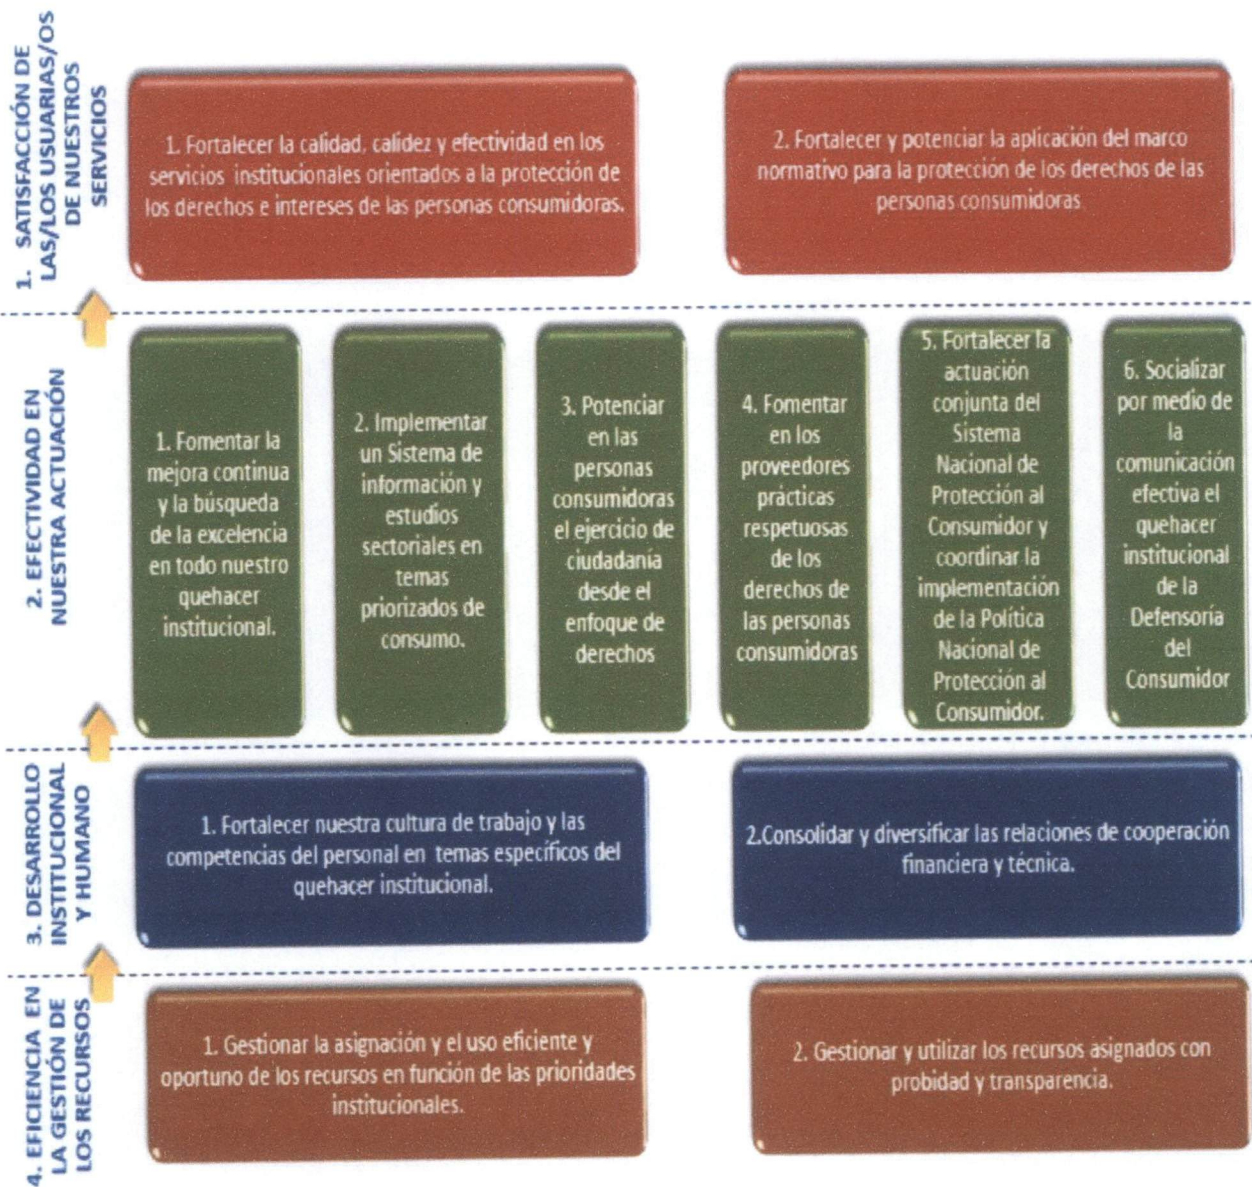 1. SATISFACCIÓN DE
LAS/LOS USUARIAS/OS
DE NUESTROS
SERVICIOS
1. Fortalecer la calidad, calidez y efectividad en los
servicios institucionales orientados a la protección de
los derechos e intereses de las personas consumidoras.
2. Fortalecer y potenciar la aplicación del marco
normativo para la protección de los derechos de las
personas consumidoras
2. EFECTIVIDAD EN
NUESTRA ACTUACIÓN
1. Fomentar la
mejora continua
y la búsqueda
de la excelencia
en todo nuestro
quehacer
institucional.
2. Implementar
un Sistema de
información y
estudios
sectoriales en
temas
priorizados de
consumo.
3. Potenciar
en las
personas
consumidoras
el ejercicio de
ciudadanía
desde el
enfoque de
derechos
4. Fomentar
en los
proveedores
prácticas
respetuosas
de los
derechos de
las personas
consumidoras
5. Fortalecer la
actuación
conjunta del
Sistema
Nacional de
Protección al
Consumidor y
coordinar la
implementación
de la Política
Nacional de
Protección al
Consumidor.
6. Socializar
por medio de
la
comunicación
efectiva el
quehacer
institucional
de la
Defensoría
del
Consumidor
3. DESARROLLO
INSTITUCIONAL
Y HUMANO
1. Fortalecer nuestra cultura de trabajo y las
competencias del personal en temas específicos del
quehacer institucional.
2.Consolidar y diversificar las relaciones de cooperación
financiera y técnica.
4. EFICIENCIA EN
LA GESTIÓN DE
LOS RECURSOS
1. Gestionar la asignación y el uso eficiente y
oportuno de los recursos en función de las prioridades
institucionales.
2. Gestionar y utilizar los recursos asignados con
probidad y transparencia.